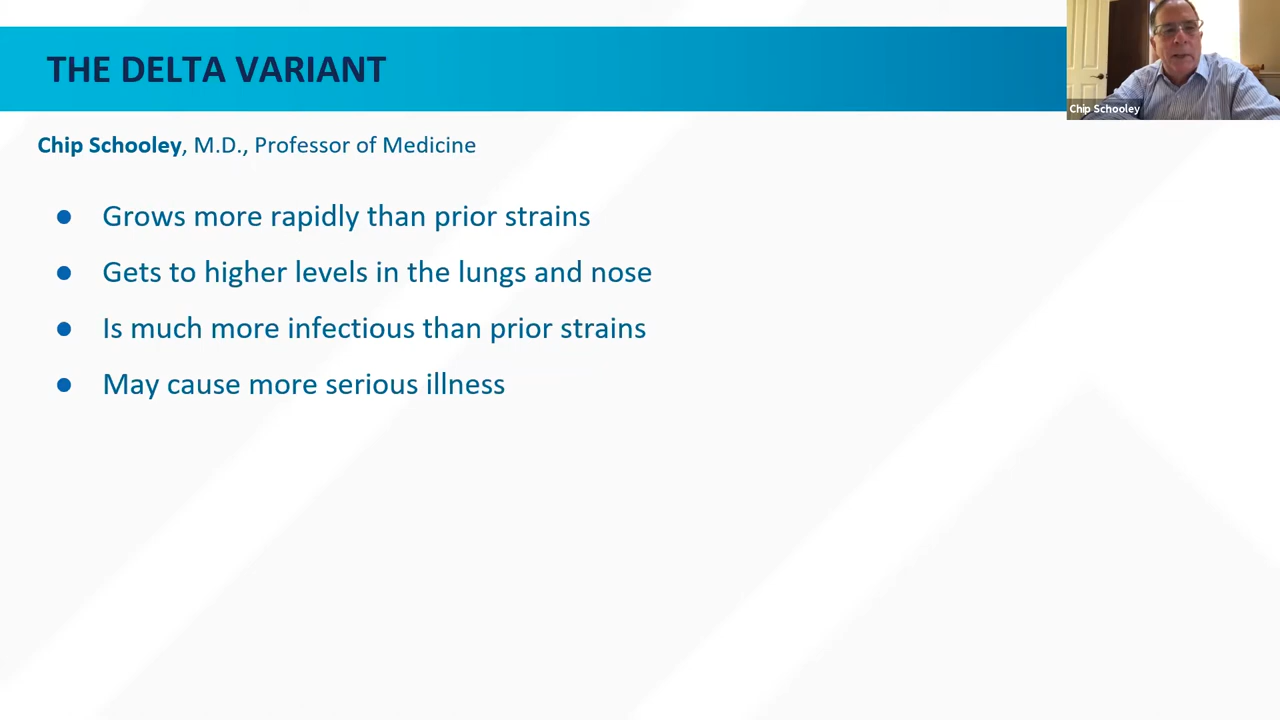 THE DELTA VARIANT
Chip Schooley
Chip Schooley, M.D., Professor of Medicine
● Grows more rapidly than prior strains
● Gets to higher levels in the lungs and nose
● Is much more infectious than prior strains
● May cause more serious illness